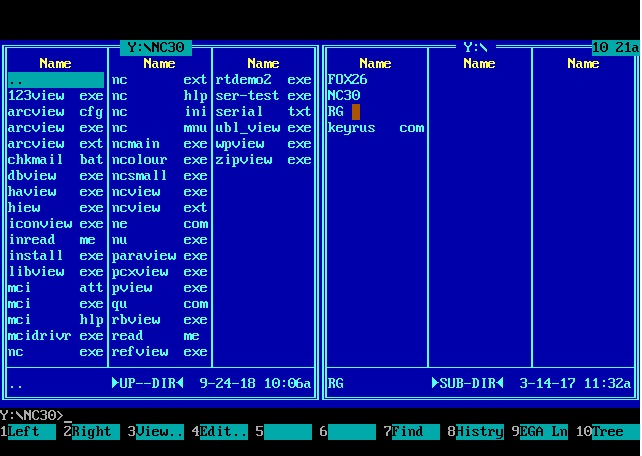 Y:\NC30 Y:\ 10 21a
Name Name Name Name Name Name
.. nc ext rtdemo2 exe FOX26
123view exe nc hlp ser-test exe NC30
arcview cfg nc ini serial txt RG
arcview exe nc mnu ubl_view exe keyrus com
arcview ext ncmain exe wpview exe
chkmail bat ncolour exe zipview exe
dbview exe ncsmall exe
haview exe ncview exe
hiew exe ncview ext
iconview exe ne com
inread me nu exe
install exe paraview exe
libview exe pcxview exe
mci att pview exe
mci exe qu com
mci hlp rbview exe
mcidrivr exe read me
nc exe refview exe
.. ►UP--DIR◄ 9-24-18 10:06a RG ►SUB-DIR◄ 3-14-17 11:32a
Y:\NC30>_
1Left 2Right 3View.. 4Edit.. 5 6 7Find 8Histry 9EGA Ln 10Tree